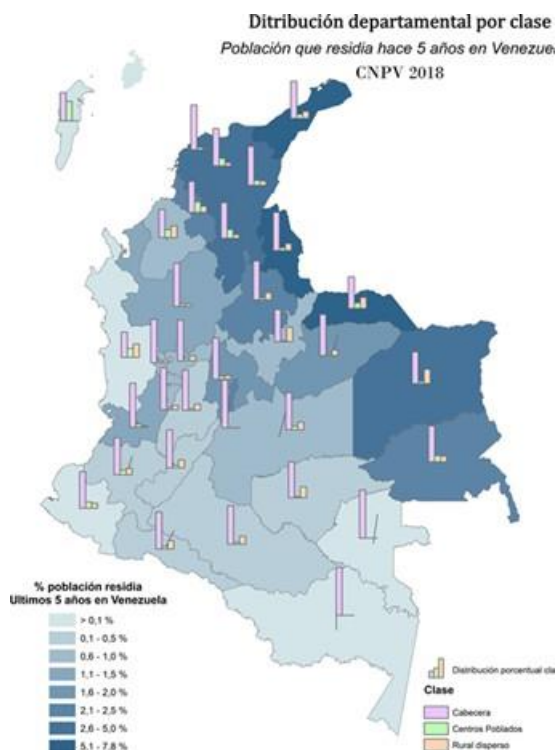 Ditribución departamental por clase
Población que residia hace 5 años en Venezue
CNPV 2018
% población residia
Ultimos 5 años en Venezuela
> 0,1 %
0,1 - 0,5 %
0,6 - 1,0 %
1,1 - 1,5 %
1,6 - 2,0 %
2,1 - 2,5 %
2,6 - 5,0 %
5,1 - 7,8 %
Distribución porcentual cla
Clase
Cabecera
Centros Poblados
Rural disperso